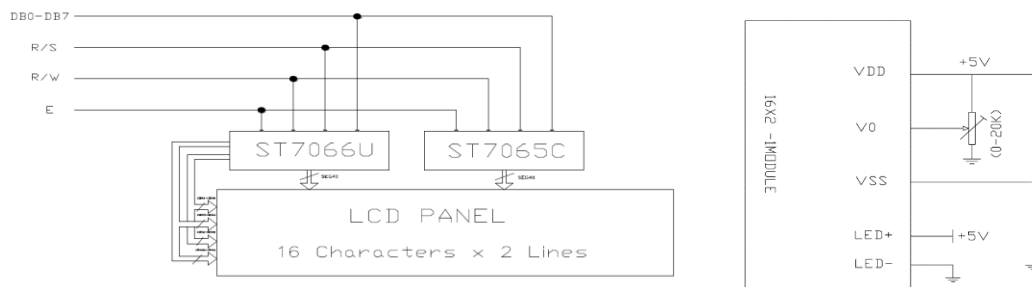 DB0-DB7
R/S
R/W
E
ST7066U
ST7065C
SEG40
SEG40
LCD PANEL
16 Characters x 2 Lines
16X2 -1MODULE
VDD
+5V
V0
(0-20K)
VSS
LED+
+5V
LED-